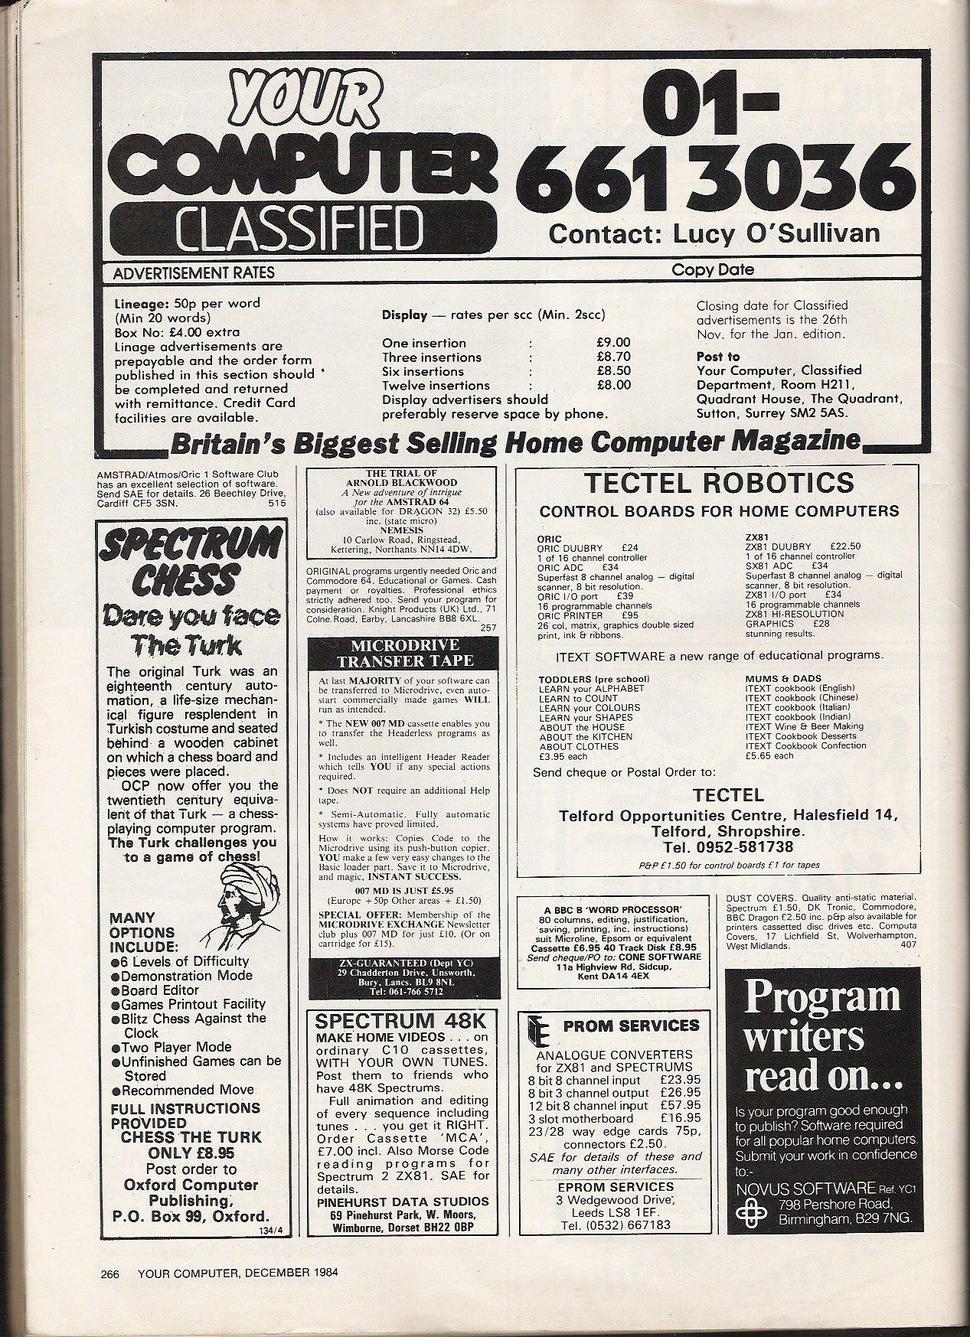 YOUR
COMPUTER
CLASSIFIED
01-
661 3036
Contact: Lucy O'Sullivan
ADVERTISEMENT RATES
Copy Date
Lineage: 50p per word
(Min 20 words)
Box No: £4.00 extra
Linage advertisements are
prepayable and the order form
published in this section should
be completed and returned
with remittance. Credit Card
facilities are available.
Display — rates per scc (Min. 2scc)
One insertion : £9.00
Three insertions : £8.70
Six insertions : £8.50
Twelve insertions : £8.00
Display advertisers should
preferably reserve space by phone.
Closing date for Classified
advertisements is the 26th
Nov. for the Jan. edition.
Post to
Your Computer, Classified
Department, Room H211,
Quadrant House, The Quadrant,
Sutton, Surrey SM2 5AS.
Britain's Biggest Selling Home Computer Magazine
AMSTRAD/Atmos/Oric 1 Software Club
has an excellent selection of software.
Send SAE for details. 26 Beechley Drive,
Cardiff CF5 3SN. 515
SPECTRUM
CHESS
Dare you face
The Turk
The original Turk was an
eighteenth century auto-
mation, a life-size mechan-
ical figure resplendent in
Turkish costume and seated
behind a wooden cabinet
on which a chess board and
pieces were placed.
OCP now offer you the
twentieth century equiva-
lent of that Turk — a chess-
playing computer program.
The Turk challenges you
to a game of chess!
MANY
OPTIONS
INCLUDE:
●6 Levels of Difficulty
●Demonstration Mode
●Board Editor
●Games Printout Facility
●Blitz Chess Against the
Clock
●Two Player Mode
●Unfinished Games can be
Stored
●Recommended Move
FULL INSTRUCTIONS
PROVIDED
CHESS THE TURK
ONLY £8.95
Post order to
Oxford Computer
Publishing,
P.O. Box 99, Oxford.
134/4
THE TRIAL OF
ARNOLD BLACKWOOD
A New adventure of intrigue
for the AMSTRAD 64
(also available for DRAGON 32) £5.50
inc. (state micro)
NEMESIS
10 Carlow Road, Ringstead,
Kettering, Northants NN14 4DW.
ORIGINAL programs urgently needed Oric and
Commodore 64. Educational or Games. Cash
payment or royalties. Professional ethics
strictly adhered too. Send your program for
consideration. Knight Products (UK) Ltd., 71
Colne Road, Earby, Lancashire BB8 6XL.
257
MICRODRIVE
TRANSFER TAPE
At last MAJORITY of your software can
be transferred to Microdrive, even auto-
start commercially made games WILL
run as intended.
* The NEW 007 MD cassette enables you
to transfer the Headerless programs as
well.
* Includes an intelligent Header Reader
which tells YOU if any special actions
required.
* Does NOT require an additional Help
tape.
* Semi-Automatic. Fully automatic
systems have proved limited.
How it works: Copies Code to the
Microdrive using its push-button copier.
YOU make a few very easy changes to the
Basic loader part. Save it to Microdrive,
and magic, INSTANT SUCCESS.
007 MD IS JUST £5.95
(Europe +50p Other areas + £1.50)
SPECIAL OFFER: Membership of the
MICRODRIVE EXCHANGE Newsletter
club plus 007 MD for just £10. (Or on
cartridge for £15).
ZX-GUARANTEED (Dept YC)
29 Chadderton Drive, Unsworth,
Bury, Lancs. BL9 8NL
Tel: 061-766 5712
SPECTRUM 48K
MAKE HOME VIDEOS . . . on
ordinary C10 cassettes,
WITH YOUR OWN TUNES.
Post them to friends who
have 48K Spectrums.
Full animation and editing
of every sequence including
tunes . . . you get it RIGHT.
Order Cassette 'MCA',
£7.00 incl. Also Morse Code
reading programs for
Spectrum 2 ZX81. SAE for
details.
PINEHURST DATA STUDIOS
69 Pinehurst Park, W. Moors,
Wimborne, Dorset BH22 0BP
TECTEL ROBOTICS
CONTROL BOARDS FOR HOME COMPUTERS
ORIC
ORIC DUUBRY £24
1 of 16 channel controller
ORIC ADC £34
Superfast 8 channel analog — digital
scanner, 8 bit resolution.
ORIC I/O port £39
16 programmable channels
ORIC PRINTER £95
26 col, matrix, graphics double sized
print, ink & ribbons.
ZX81
ZX81 DUUBRY £22.50
1 of 16 channel controller
SX81 ADC £34
Superfast 8 channel analog — digital
scanner, 8 bit resolution.
ZX81 I/O port £34
16 programmable channels
ZX81 HI-RESOLUTION
GRAPHICS £28
stunning results.
ITEXT SOFTWARE a new range of educational programs.
TODDLERS (pre school)
LEARN your ALPHABET
LEARN to COUNT
LEARN your COLOURS
LEARN your SHAPES
ABOUT the HOUSE
ABOUT the KITCHEN
ABOUT CLOTHES
£3.95 each
MUMS & DADS
ITEXT cookbook (English)
ITEXT cookbook (Chinese)
ITEXT cookbook (Italian)
ITEXT cookbook (Indian)
ITEXT Wine & Beer Making
ITEXT Cookbook Desserts
ITEXT Cookbook Confection
£5.65 each
Send cheque or Postal Order to:
TECTEL
Telford Opportunities Centre, Halesfield 14,
Telford, Shropshire.
Tel. 0952-581738
P&P £1.50 for control boards £1 for tapes
A BBC B 'WORD PROCESSOR'
80 columns, editing, justification,
saving, printing, inc. instructions)
suit Microline, Epsom or equivalent
Cassette £6.95 40 Track Disk £8.95
Send cheque/PO to: CONE SOFTWARE
11a Highview Rd, Sidcup,
Kent DA14 4EX
PROM SERVICES
ANALOGUE CONVERTERS
for ZX81 and SPECTRUMS
8 bit 8 channel input £23.95
8 bit 3 channel output £26.95
12 bit 8 channel input £57.95
3 slot motherboard £16.95
23/28 way edge cards 75p,
connectors £2.50.
SAE for details of these and
many other interfaces.
EPROM SERVICES
3 Wedgewood Drive,
Leeds LS8 1EF.
Tel. (0532) 667183
DUST COVERS. Quality anti-static material.
Spectrum £1.50, DK Tronic, Commodore,
BBC Dragon £2.50 inc. p&p also available for
printers cassetted disc drives etc. Computa
Covers, 17 Lichfield St, Wolverhampton,
West Midlands. 407
Program
writers
read on...
Is your program good enough
to publish? Software required
for all popular home computers.
Submit your work in confidence
to:-
NOVUS SOFTWARE Ref. YC1
798 Pershore Road,
Birmingham, B29 7NG.
266 YOUR COMPUTER, DECEMBER 1984